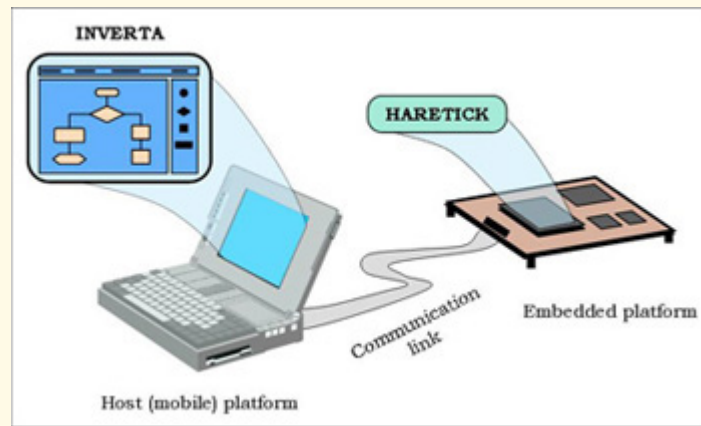 INVERTA
HARETICK
Communication
link
Embedded platform
Host (mobile) platform